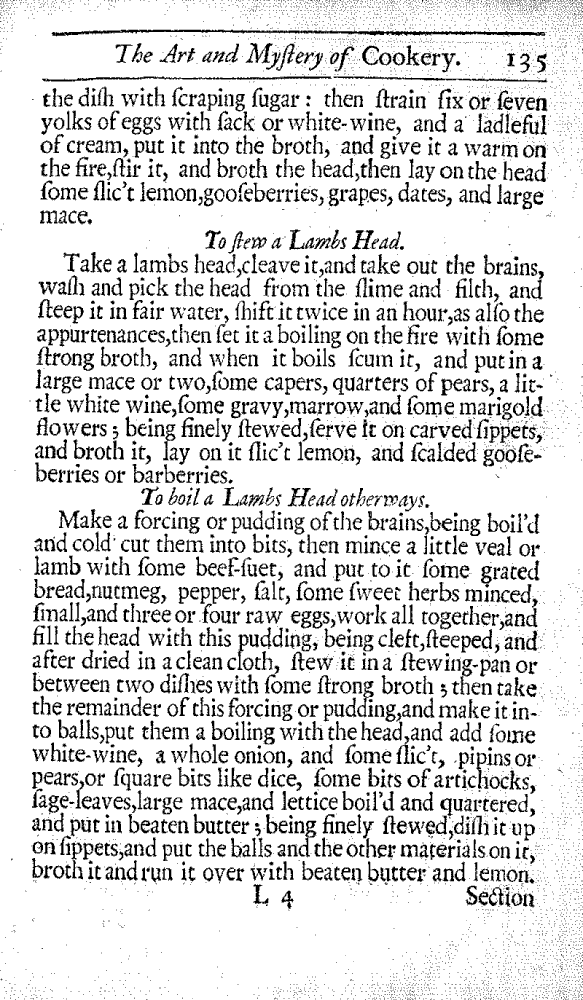 The Art and Myſtery of Cookery. 135
the diſh with ſcraping ſugar : then ſtrain ſix or ſeven
yolks of eggs with ſack or white-wine, and a ladleful
of cream, put it into the broth, and give it a warm on
the fire,ſtir it, and broth the head,then lay on the head
ſome ſlic't lemon,gooſeberries, grapes, dates, and large
mace.
To ſtew a Lambs Head.
Take a lambs head,cleave it,and take out the brains,
waſh and pick the head from the ſlime and filth, and
ſteep it in fair water, ſhift it twice in an hour,as alſo the
appurtenances,then ſet it a boiling on the fire with ſome
ſtrong broth, and when it boils ſcum it, and put in a
large mace or two,ſome capers, quarters of pears, a lit-
tle white wine,ſome gravy,marrow,and ſome marigold
flowers ; being finely ſtewed,ſerve it on carved ſippets,
and broth it, lay on it ſlic't lemon, and ſcalded gooſe-
berries or barberries.
To boil a Lambs Head otherways.
Make a forcing or pudding of the brains,being boil'd
and cold cut them into bits, then mince a little veal or
lamb with ſome beef-ſuet, and put to it ſome grated
bread,nutmeg, pepper, ſalt, ſome ſweet herbs minced,
ſmall,and three or four raw eggs,work all together,and
fill the head with this pudding, being cleft,ſteeped, and
after dried in a clean cloth, ſtew it in a ſtewing-pan or
between two diſhes with ſome ſtrong broth ; then take
the remainder of this forcing or pudding,and make it in-
to balls,put them a boiling with the head,and add ſome
white-wine, a whole onion, and ſome ſlic't, pipins or
pears,or ſquare bits like dice, ſome bits of artichocks,
ſage-leaves,large mace,and lettice boil'd and quartered,
and put in beaten butter ; being finely ſtewed,diſh it up
on ſippets,and put the balls and the other materials on it,
broth it and run it over with beaten butter and lemon.
L 4 Section